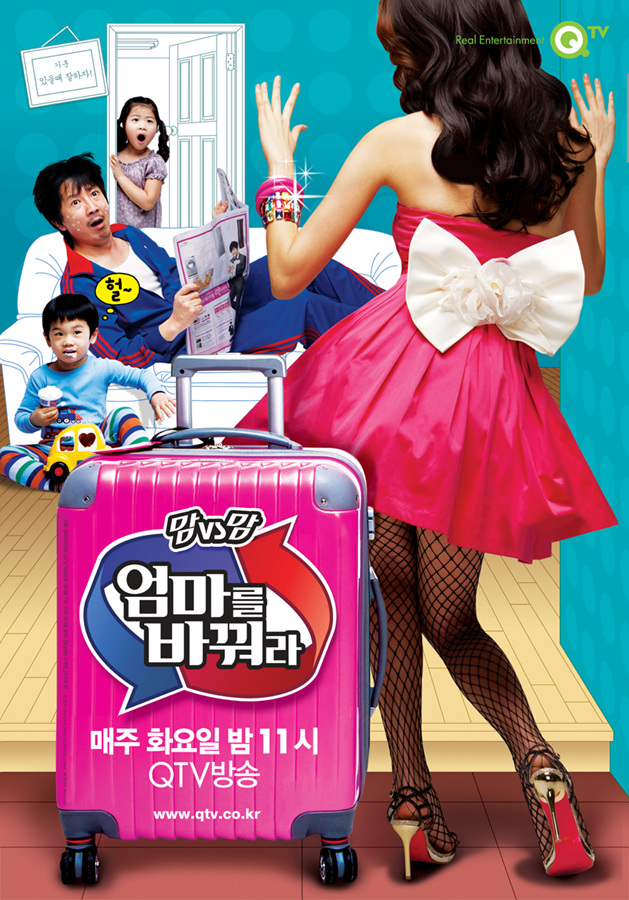 Real Entertainment QTV
가훈
있을때 잘하자!
헐~
맘VS맘
엄마를
바꿔라
매주 화요일 밤 11시
QTV방송
www.qtv.co.kr